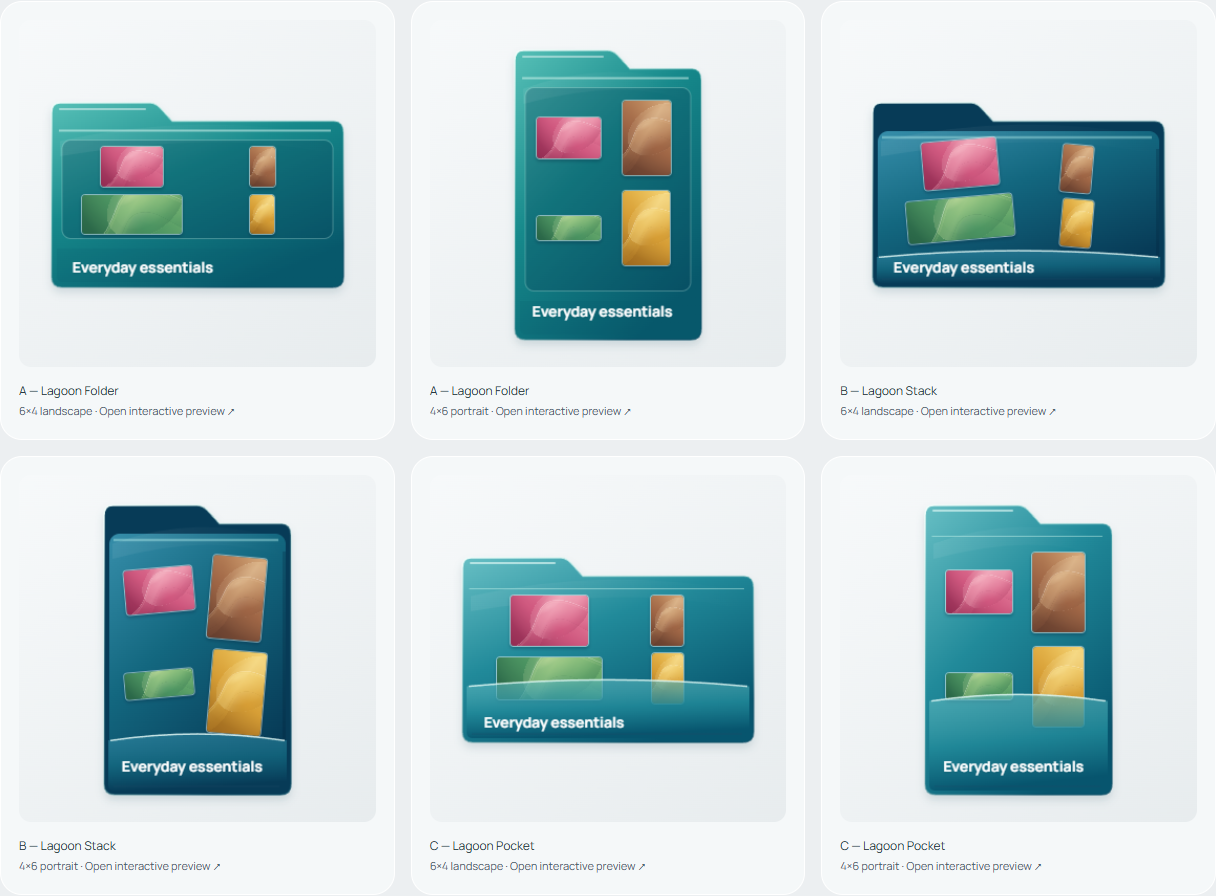 Everyday essentials
A — Lagoon Folder
6×4 landscape · Open interactive preview ↗
Everyday essentials
A — Lagoon Folder
4×6 portrait · Open interactive preview ↗
Everyday essentials
B — Lagoon Stack
6×4 landscape · Open interactive preview ↗
Everyday essentials
B — Lagoon Stack
4×6 portrait · Open interactive preview ↗
Everyday essentials
C — Lagoon Pocket
6×4 landscape · Open interactive preview ↗
Everyday essentials
C — Lagoon Pocket
4×6 portrait · Open interactive preview ↗